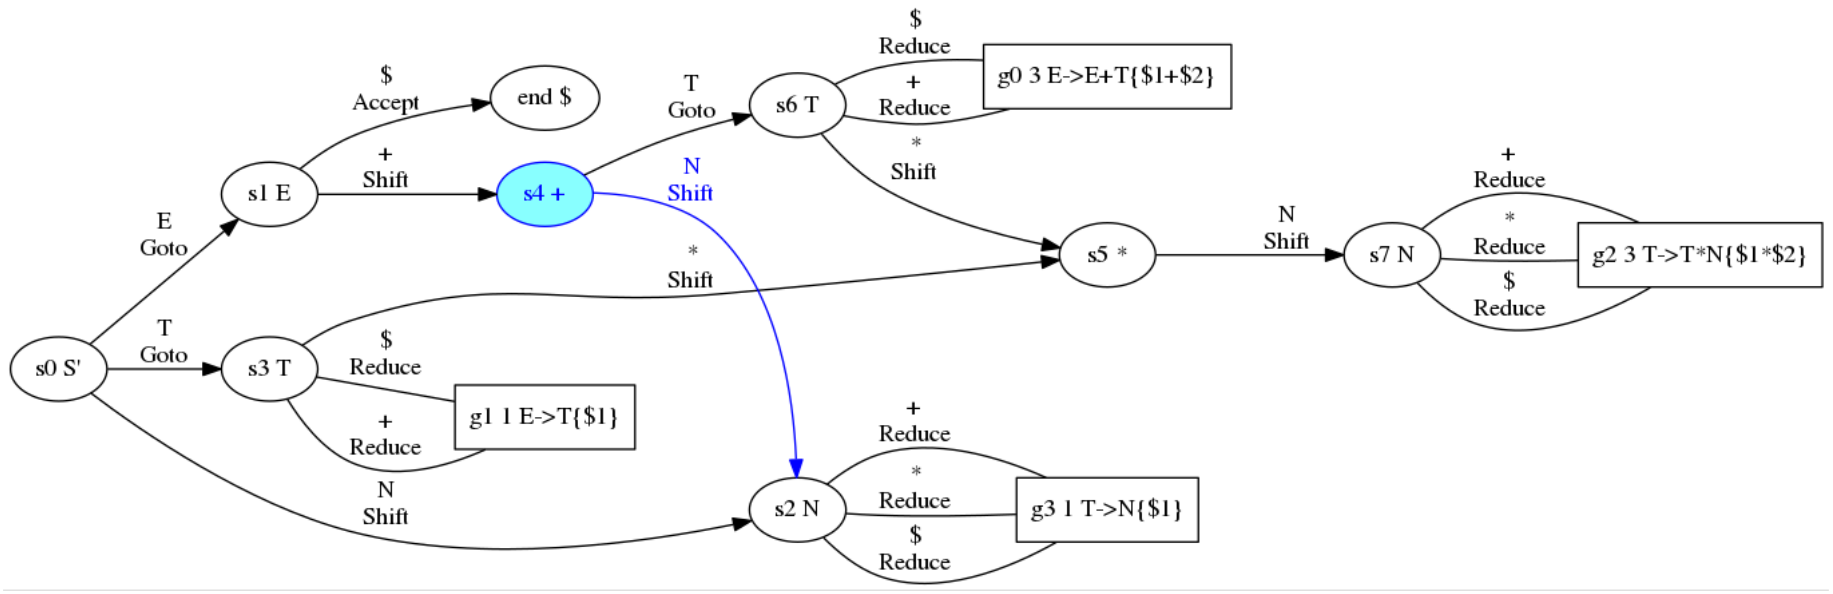 $
Reduce
g0 3 E->E+T{$1+$2}
+
Reduce
s6 T
T
Goto
$
Accept
end $
*
Shift
+
Shift
s1 E
s4 +
N
Shift
+
Reduce
*
Reduce
g2 3 T->T*N{$1*$2}
$
Reduce
s7 N
N
Shift
s5 *
E
Goto
*
Shift
T
Goto
s0 S'
s3 T
$
Reduce
g1 1 E->T{$1}
+
Reduce
N
Shift
+
Reduce
*
Reduce
s2 N
g3 1 T->N{$1}
$
Reduce